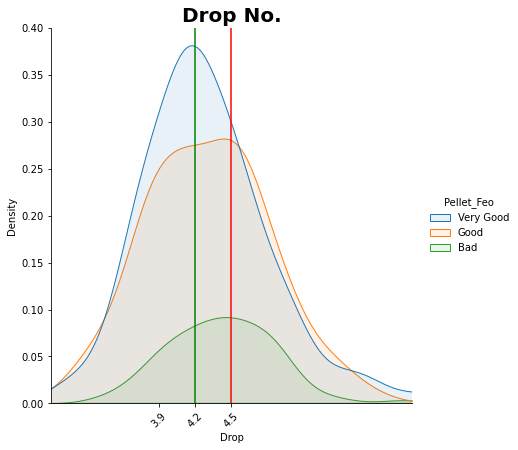 Drop No.
0.40
0.35
0.30
0.25
0.20
0.15
0.10
0.05
0.00
Density
3.9
4.2
4.5
Drop
Pellet_Feo
Very Good
Good
Bad